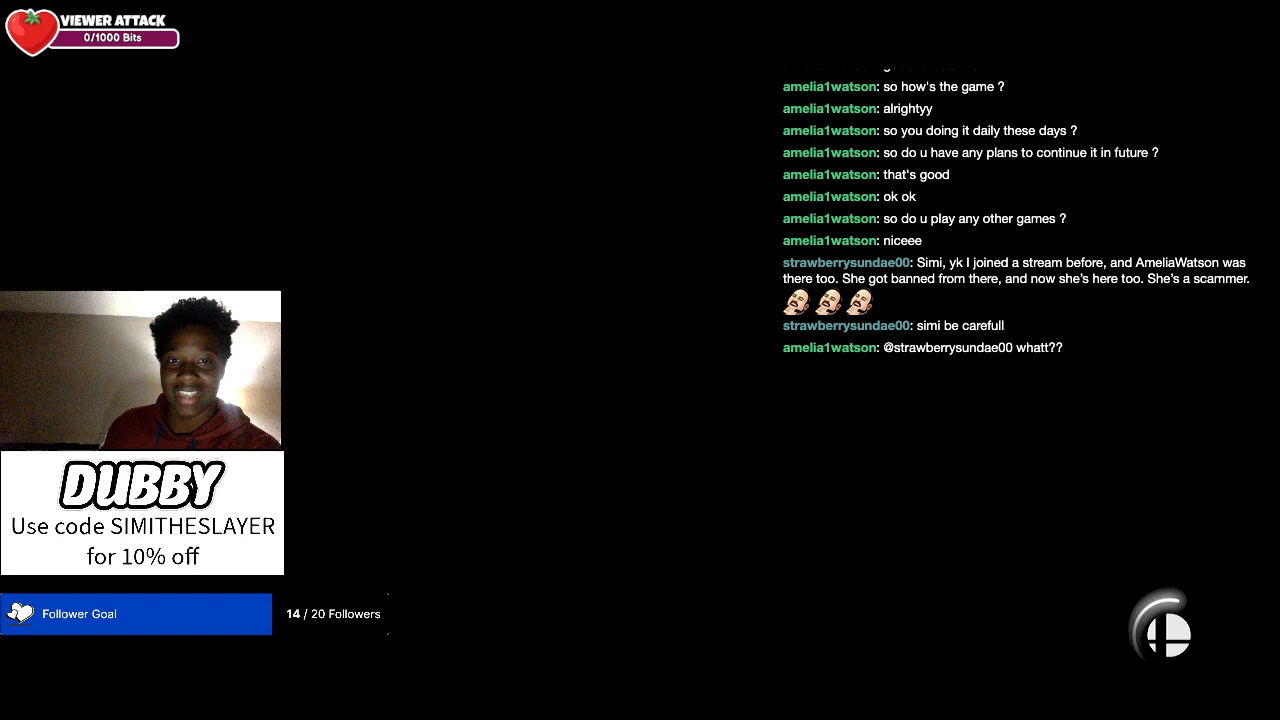 VIEWER ATTACK
0/1000 Bits
amelia1watson: so how's the game ?
amelia1watson: alrightyy
amelia1watson: so you doing it daily these days ?
amelia1watson: so do u have any plans to continue it in future ?
amelia1watson: that's good
amelia1watson: ok ok
amelia1watson: so do u play any other games ?
amelia1watson: niceee
strawberrysundae00: Simi, yk I joined a stream before, and AmeliaWatson was
there too. She got banned from there, and now she's here too. She's a scammer.
strawberrysundae00: simi be carefull
amelia1watson: @strawberrysundae00 whatt??
DUBBY
Use code SIMITHESLAYER
for 10% off
Follower Goal
14 / 20 Followers